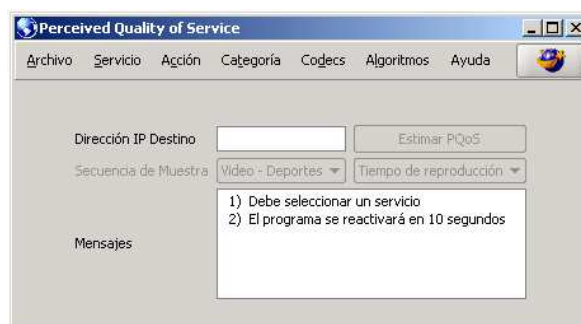 Perceived Quality of Service
Archivo Servicio Acción Categoría Codecs Algoritmos Ayuda
Dirección IP Destino Estimar PQoS
Secuencia de Muestra Video - Deportes Tiempo de reproducción
1) Debe seleccionar un servicio
2) El programa se reactivará en 10 segundos
Mensajes